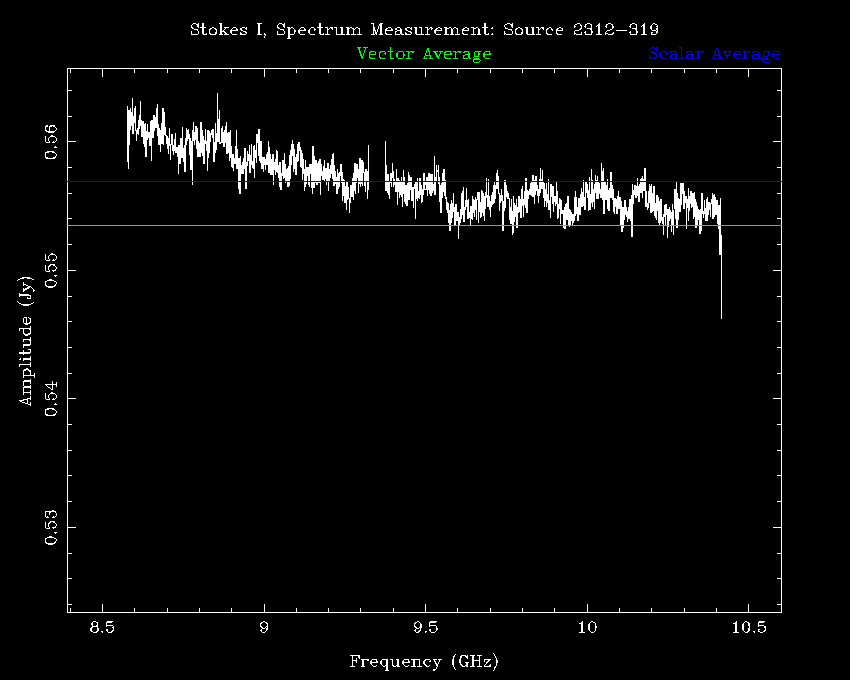 Stokes I, Spectrum Measurement: Source 2312-319
Vector Average Scalar Average
0.56
0.55
0.54
0.53
Amplitude (Jy)
8.5 9 9.5 10 10.5
Frequency (GHz)